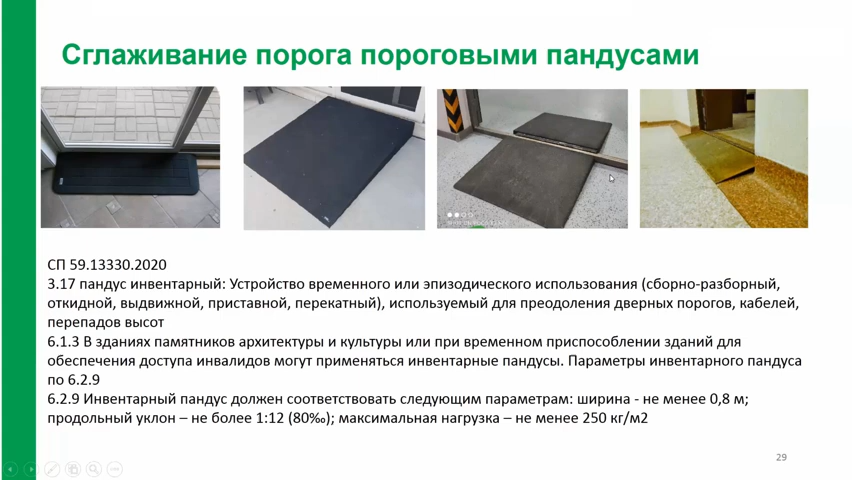 Сглаживание порога пороговыми пандусами
СП 59.13330.2020
3.17 пандус инвентарный: Устройство временного или эпизодического использования (сборно-разборный,
откидной, выдвижной, приставной, перекатный), используемый для преодоления дверных порогов, кабелей,
перепадов высот
6.1.3 В зданиях памятников архитектуры и культуры или при временном приспособлении зданий для
обеспечения доступа инвалидов могут применяться инвентарные пандусы. Параметры инвентарного пандуса
по 6.2.9
6.2.9 Инвентарный пандус должен соответствовать следующим параметрам: ширина - не менее 0,8 м;
продольный уклон – не более 1:12 (80‰); максимальная нагрузка – не менее 250 кг/м2
29